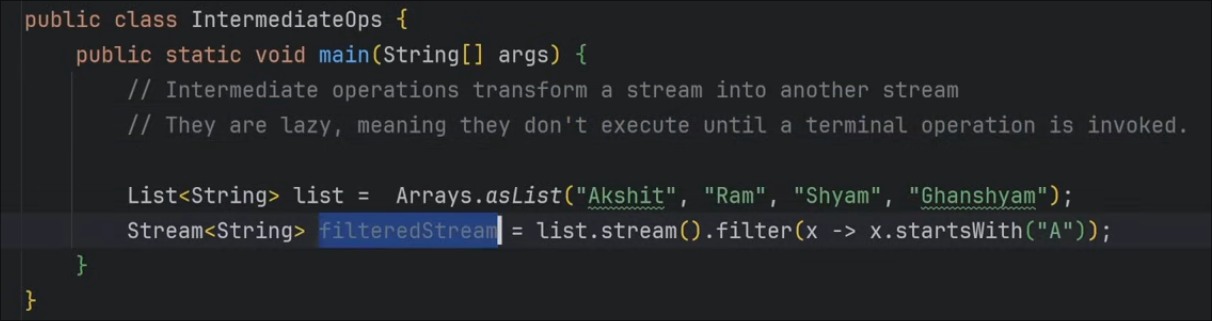 public class IntermediateOps {
public static void main(String[] args) {
// Intermediate operations transform a stream into another stream
// They are lazy, meaning they don't execute until a terminal operation is invoked.
List<String> list =  Arrays.asList("Akshit", "Ram", "Shyam", "Ghanshyam");
Stream<String> filteredStream = list.stream().filter(x -> x.startsWith("A"));
}
}